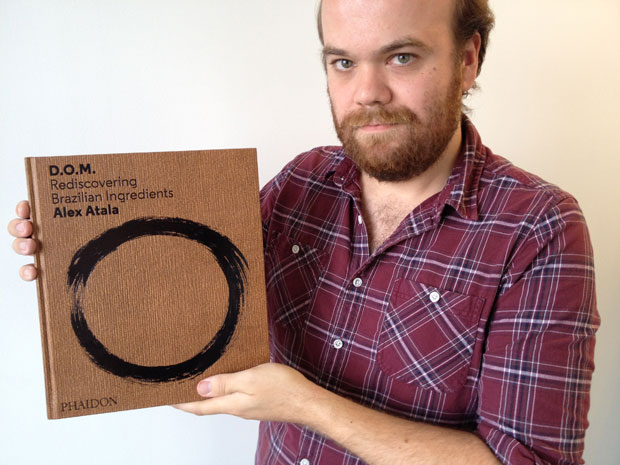 D.O.M.
Rediscovering
Brazilian Ingredients
Alex Atala
PHAIDON